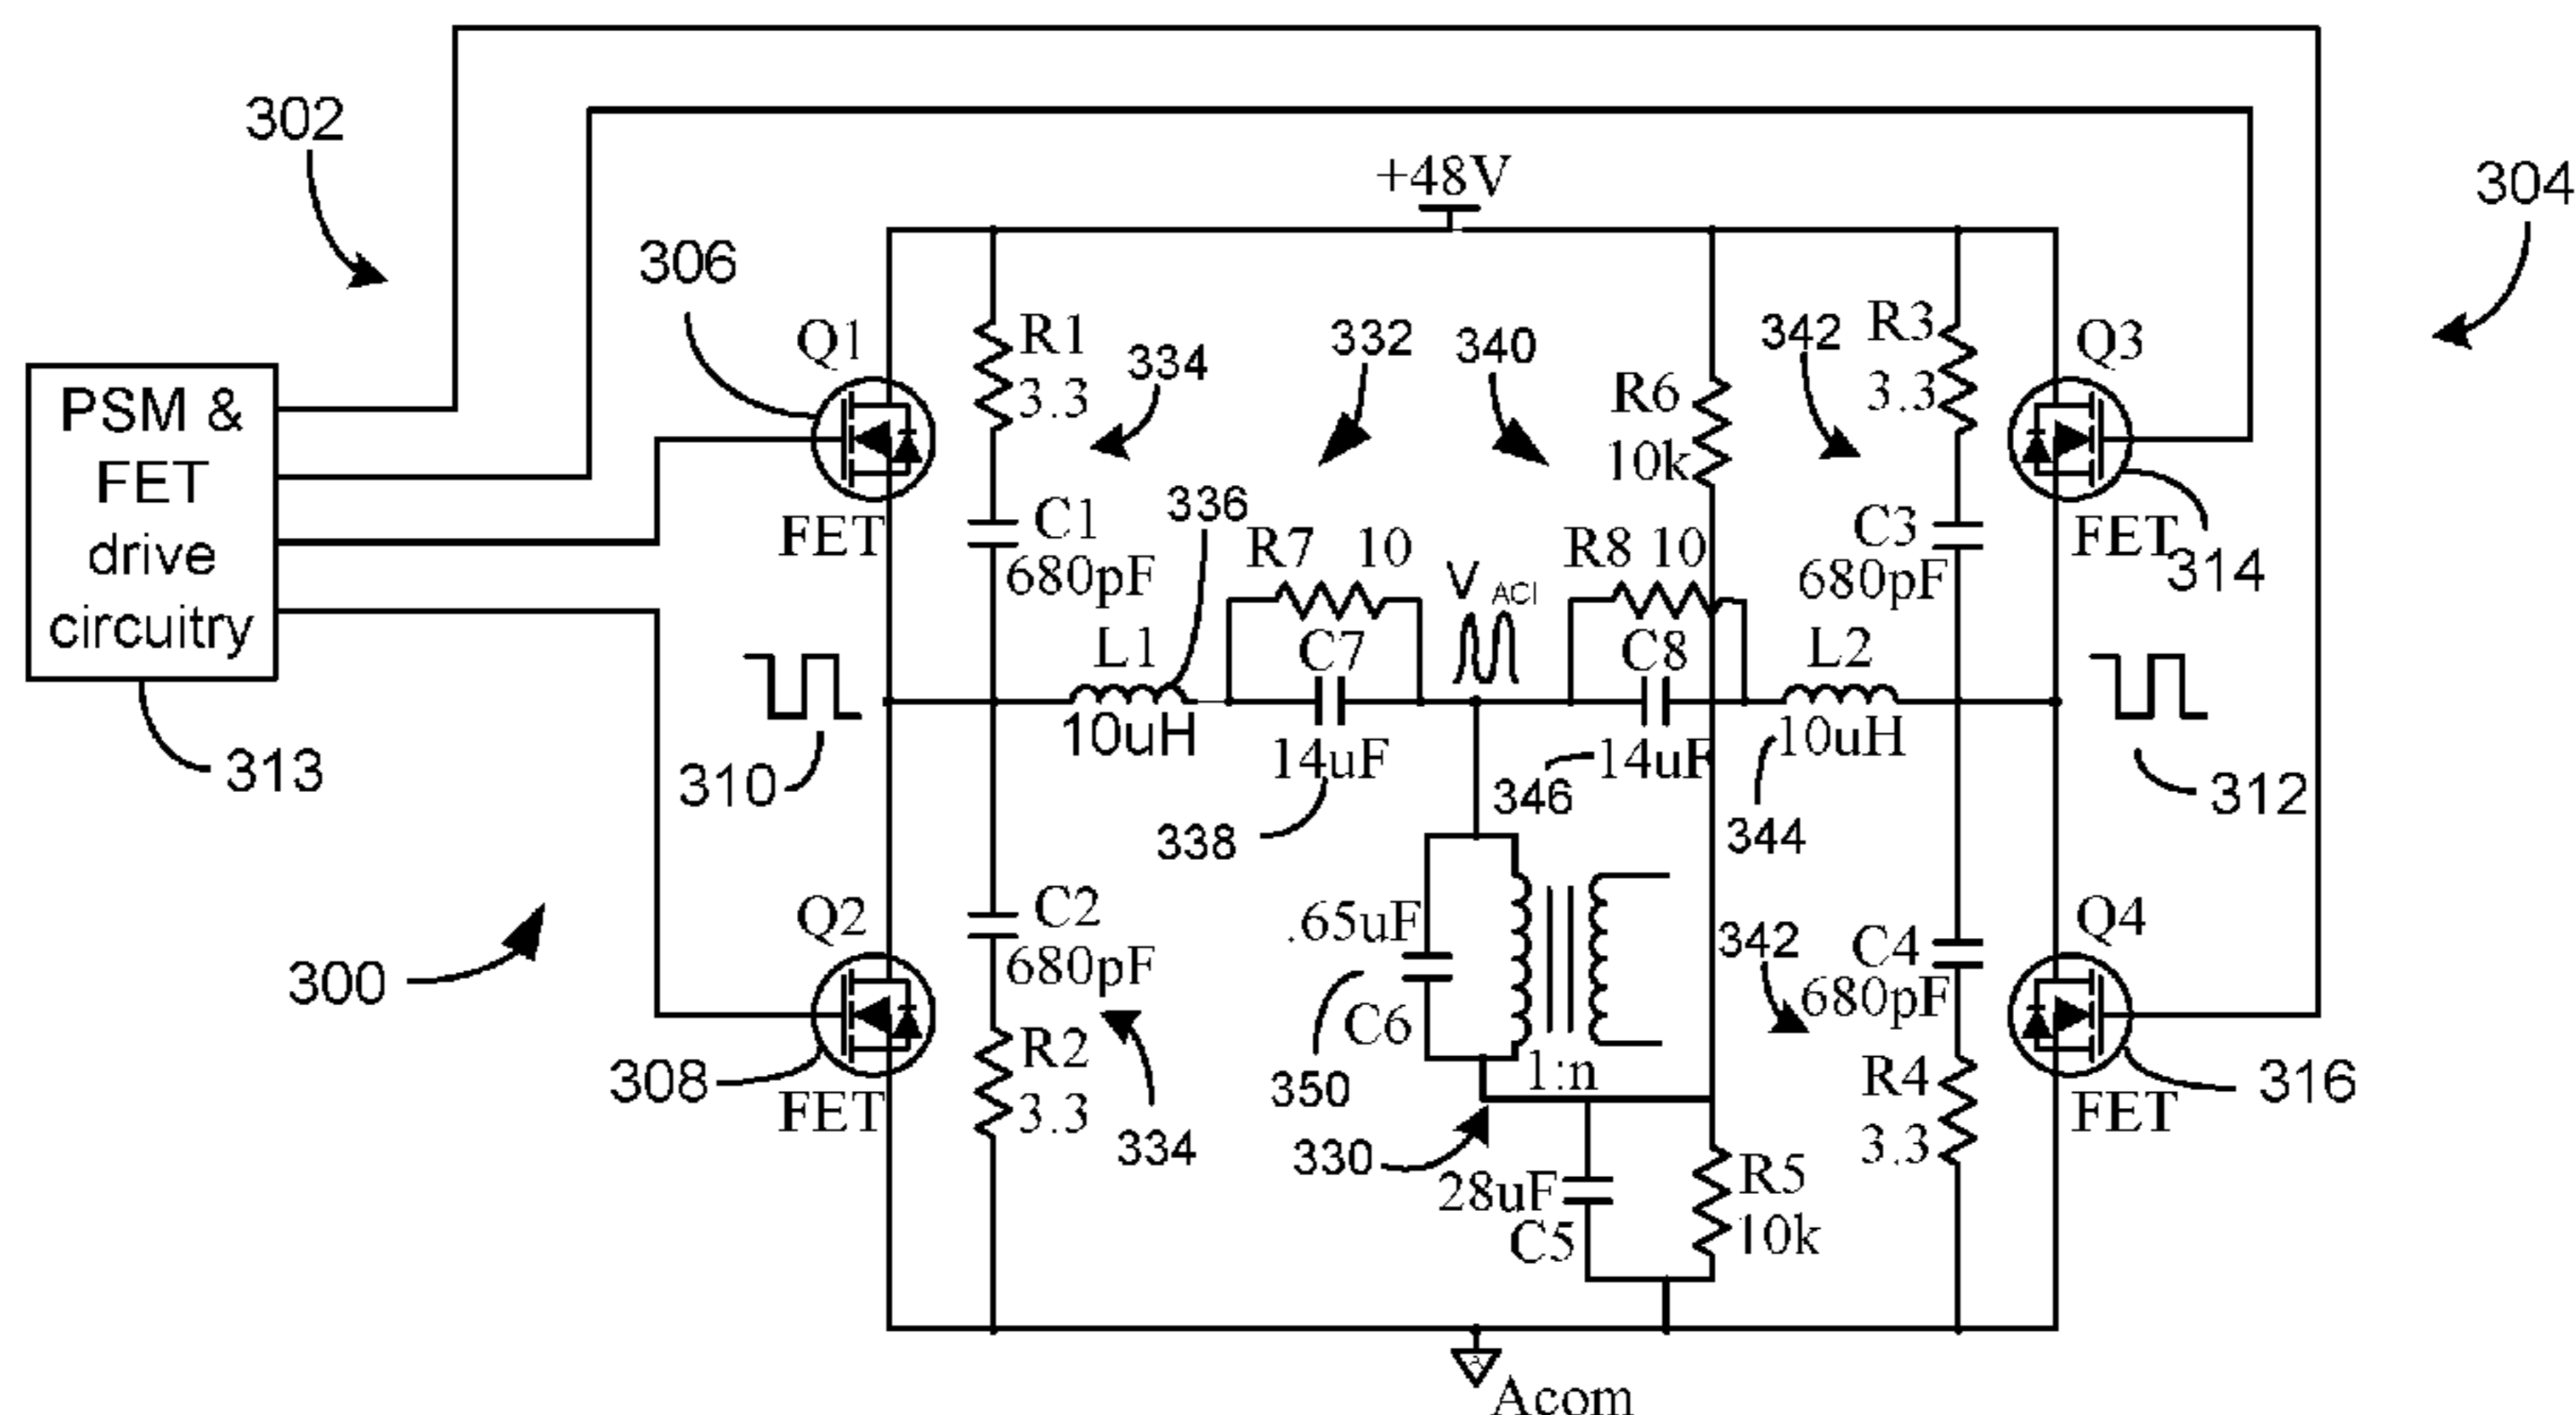 302
304
+48V
306
Q1
R1
3.3
334
332
340
342
R3
3.3
Q3
PSM &
FET
drive
circuitry
R6
10k
FET
C1
680pF
336
R7 10
V ACI
R8 10
C3
680pF
FET
314
L1
10uH
C7
14uF
C8
14uF
L2
10uH
313
310
338
346
344
312
300
Q2
C2
680pF
.65uF
C6
342
C4
680pF
Q4
308
FET
R2
3.3
334
350
1:n
330
R4
3.3
FET
316
28uF
C5
R5
10k
Acom